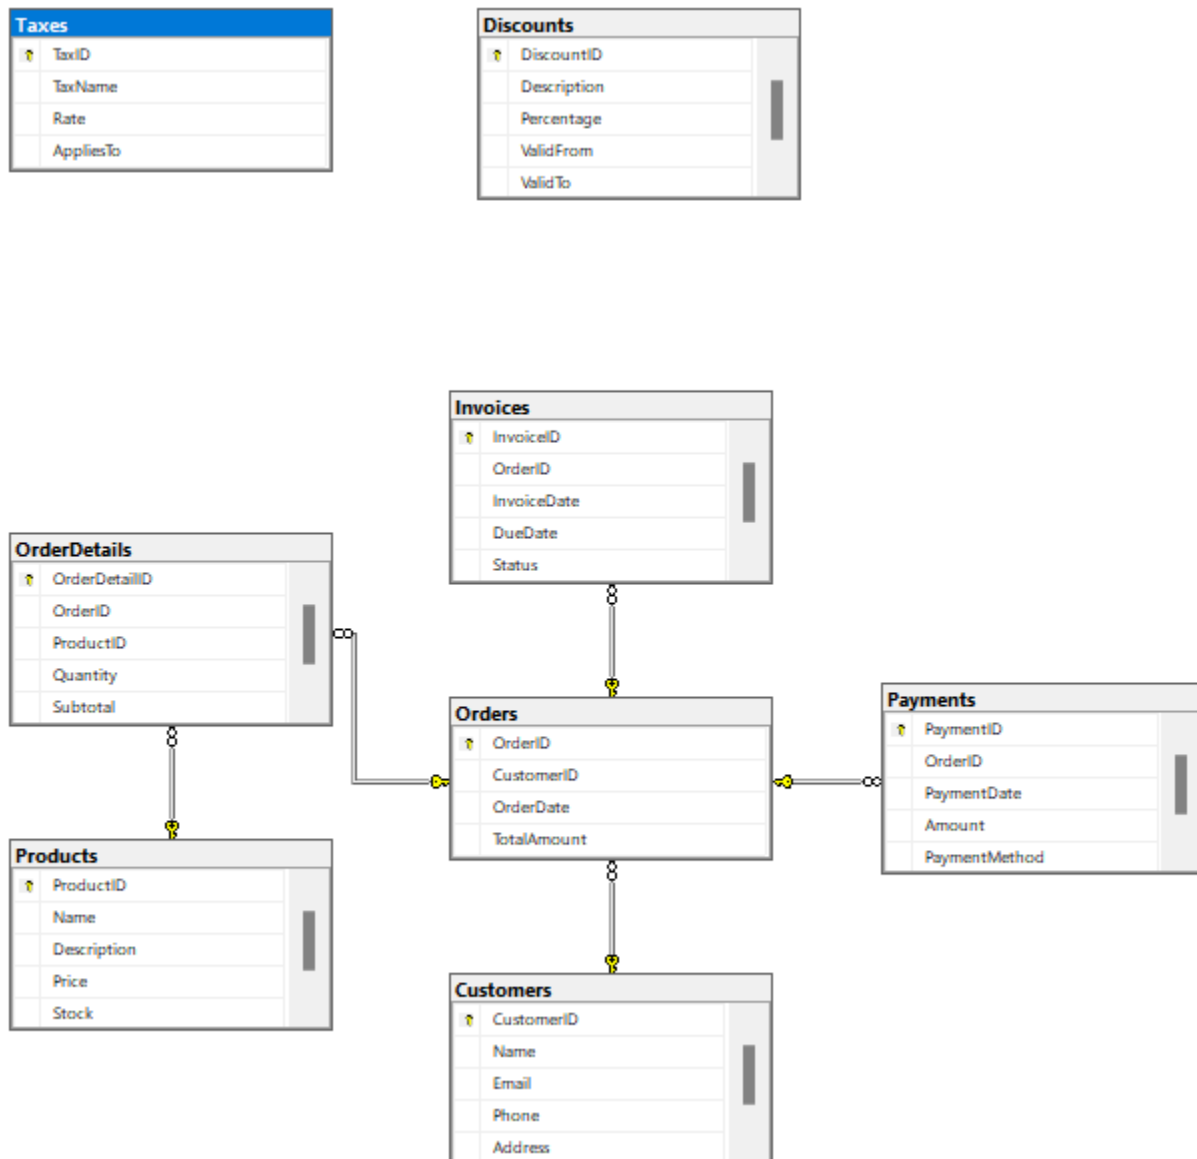 Taxes
TaxID
TaxName
Rate
AppliesTo
Discounts
DiscountID
Description
Percentage
ValidFrom
ValidTo
Invoices
InvoiceID
OrderID
InvoiceDate
DueDate
Status
OrderDetails
OrderDetailID
OrderID
ProductID
Quantity
Subtotal
Orders
OrderID
CustomerID
OrderDate
TotalAmount
Payments
PaymentID
OrderID
PaymentDate
Amount
PaymentMethod
Products
ProductID
Name
Description
Price
Stock
Customers
CustomerID
Name
Email
Phone
Address